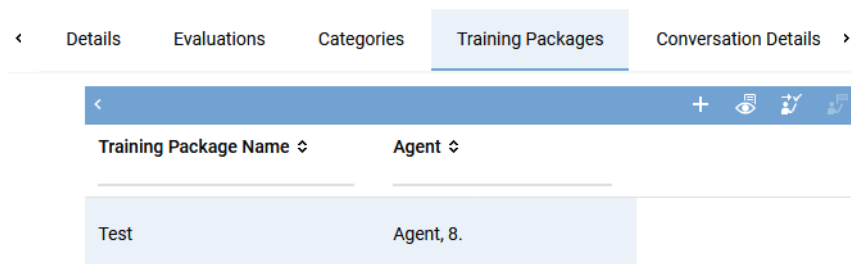 Details Evaluations Categories Training Packages Conversation Details
Training Package Name Agent
Test Agent, 8.